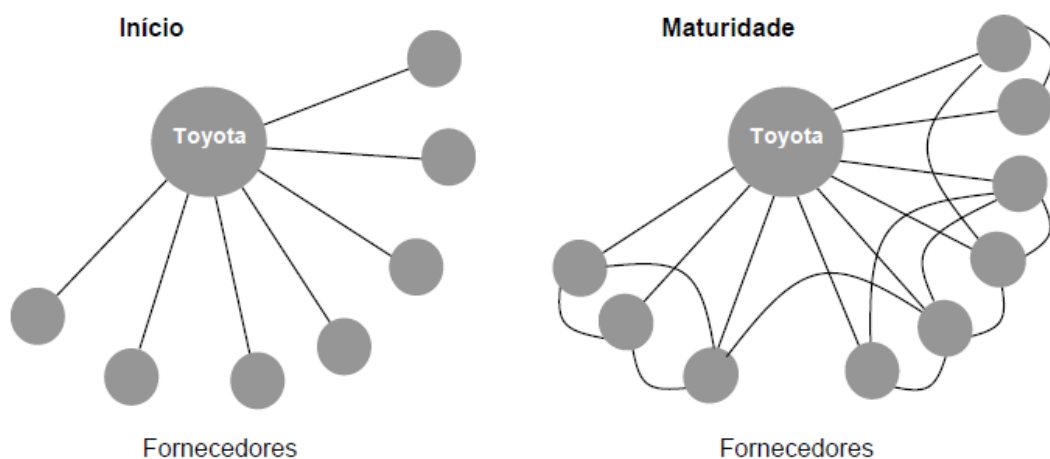 Início
Maturidade
Toyota
Toyota
Fornecedores
Fornecedores